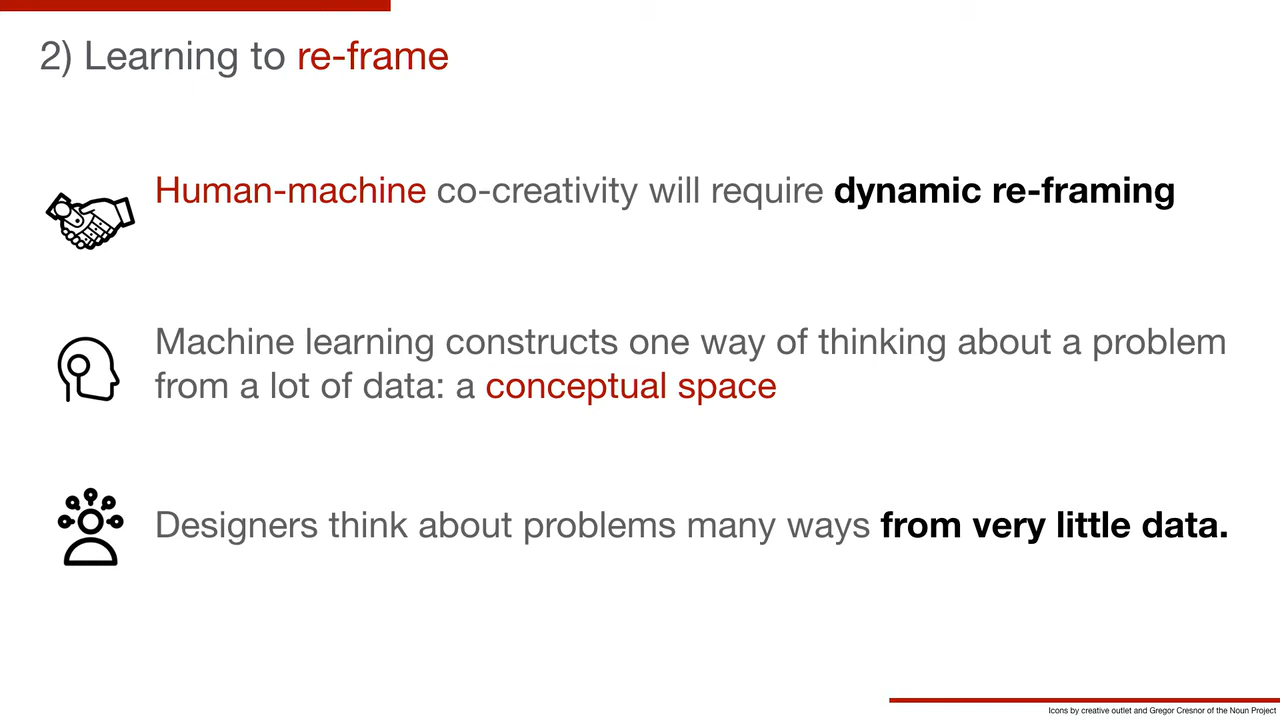 2) Learning to re-frame
Human-machine co-creativity will require dynamic re-framing
Machine learning constructs one way of thinking about a problem
from a lot of data: a conceptual space
Designers think about problems many ways from very little data.
Icons by creative outlet and Gregor Cresnor of the Noun Project